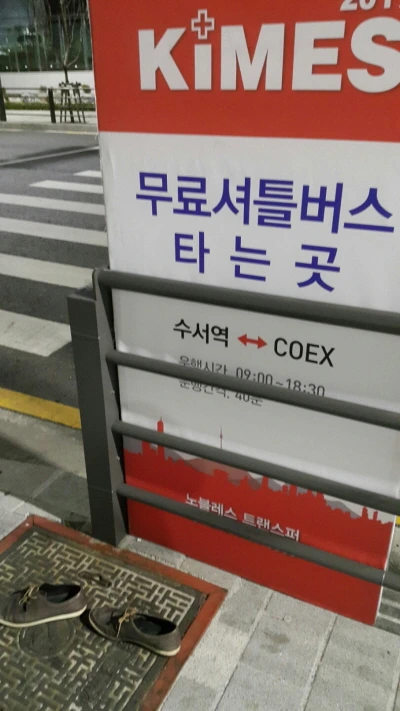 KiMES
무료셔틀버스
타는 곳
수서역 ↔ COEX
운행시간. 09:00~18:30
운행간격. 40분
노블레스 트랜스퍼